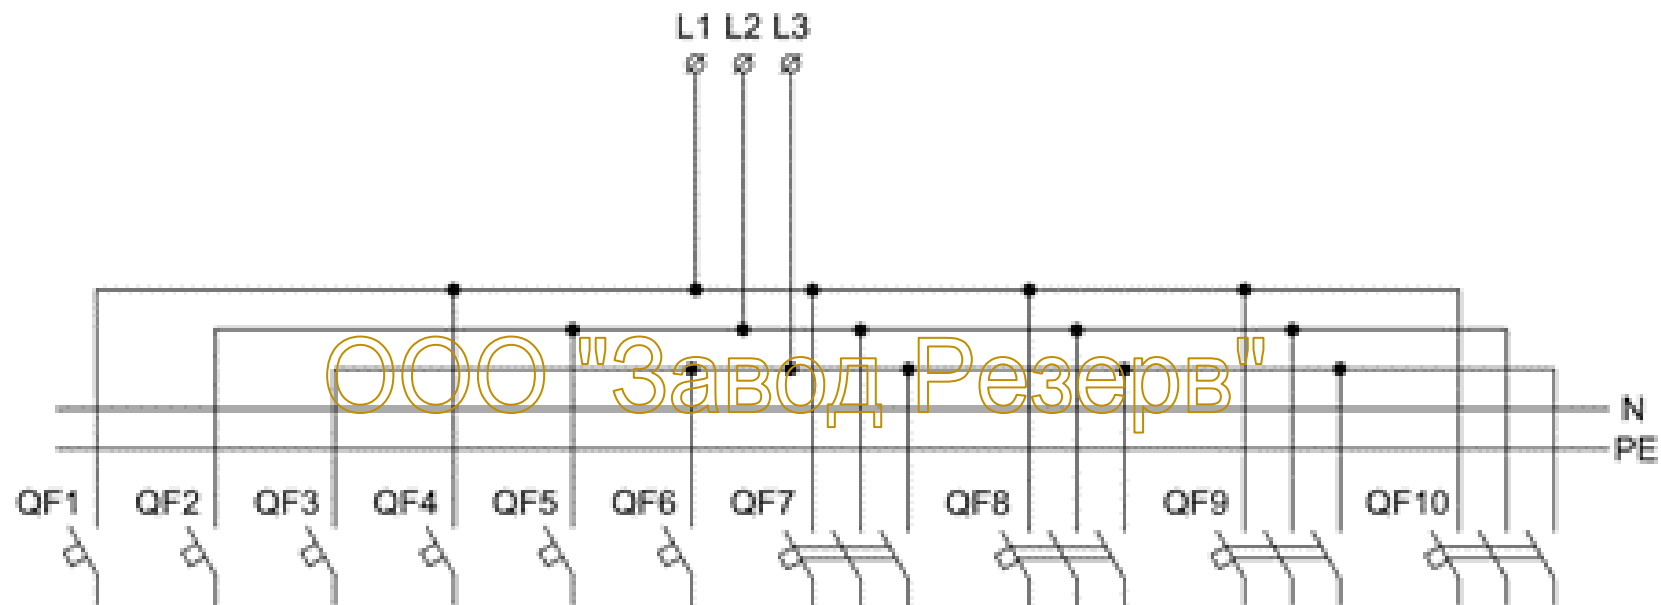 L1 L2 L3
ООО "Завод Резерв"
N
PE
QF1 QF2 QF3 QF4 QF5 QF6 QF7 QF8 QF9 QF10